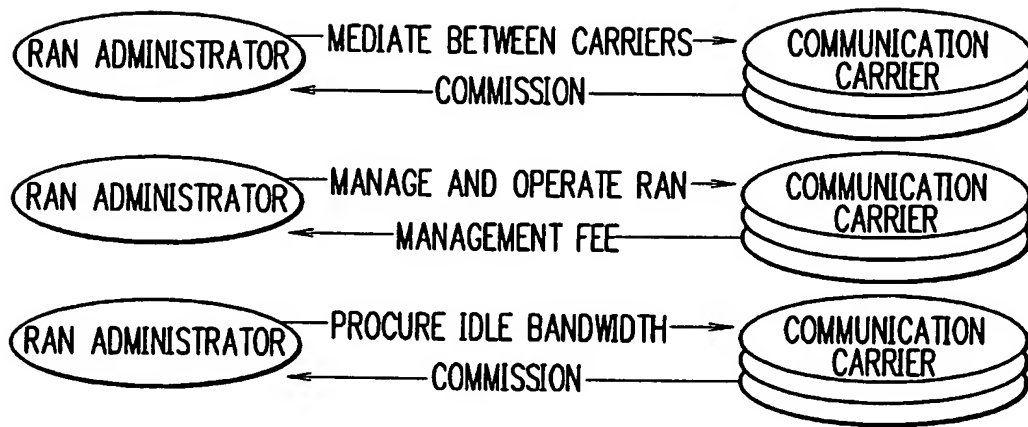 RAN ADMINISTRATOR
MEDIATE BETWEEN CARRIERS
COMMISSION
COMMUNICATION
CARRIER
RAN ADMINISTRATOR
MANAGE AND OPERATE RAN
MANAGEMENT FEE
COMMUNICATION
CARRIER
RAN ADMINISTRATOR
PROCURE IDLE BANDWIDTH
COMMISSION
COMMUNICATION
CARRIER